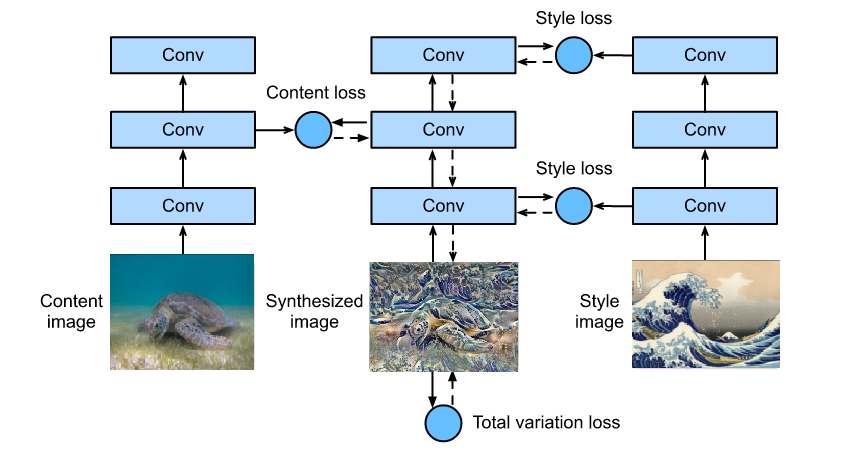 Style loss
Conv
Conv
Conv
Content loss
Conv
Conv
Conv
Style loss
Conv
Conv
Conv
Content
image
Synthesized
image
Style
image
Total variation loss